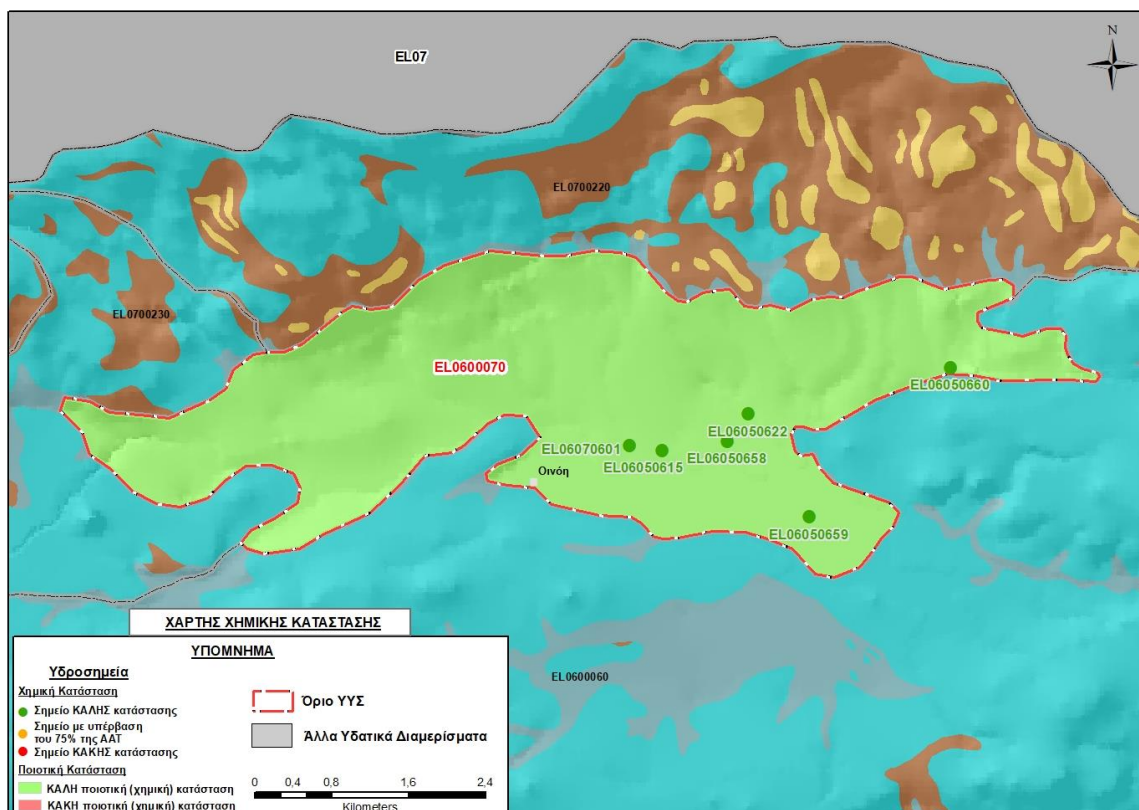 EL07
N
EL0700220
EL0700230
EL0600070
EL06050660
EL06050622
EL06070601
EL06050658
EL06050615
Οινόη
EL06050659
EL0600060
ΧΑΡΤΗΣ ΧΗΜΙΚΗΣ ΚΑΤΑΣΤΑΣΗΣ
ΥΠΟΜΝΗΜΑ
Υδροσημεία
Χημική Κατάσταση
Σημείο ΚΑΛΗΣ κατάστασης
Σημείο με υπέρβαση
του 75% της ΑΑΤ
Σημείο ΚΑΚΗΣ κατάστασης
Ποιοτική Κατάσταση
ΚΑΛΗ ποιοτική (χημική) κατάσταση
ΚΑΚΗ ποιοτική (χημική) κατάσταση
Όριο ΥΥΣ
Άλλα Υδατικά Διαμερίσματα
0 0,4 0,8 1,6 2,4
Kilometers